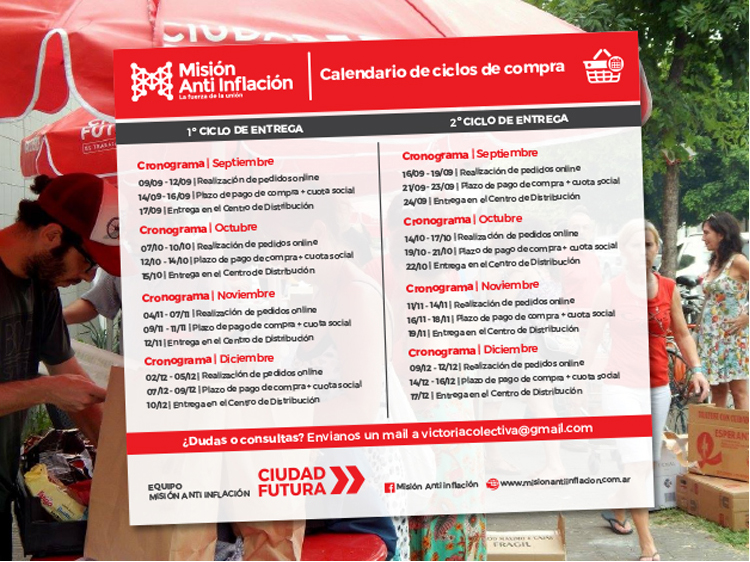 CIUDAD
Misión
Anti Inflación
La fuerza de la unión
Calendario de ciclos de compra
1º CICLO DE ENTREGA
Cronograma | Septiembre
09/09 - 12/09 | Realización de pedidos online
14/09 - 16/09 | Plazo de pago de compra + cuota social
17/09 | Entrega en el Centro de Distribución
Cronograma | Octubre
07/10 - 10/10 | Realización de pedidos online
12/10 - 14/10 | Plazo de pago de compra + cuota social
15/10 | Entrega en el Centro de Distribución
Cronograma | Noviembre
04/11 - 07/11 | Realización de pedidos online
09/11 - 11/11 | Plazo de pago de compra + cuota social
12/11 | Entrega en el Centro de Distribución
Cronograma | Diciembre
02/12 - 05/12 | Realización de pedidos online
07/12 - 09/12 | Plazo de pago de compra + cuota social
10/12 | Entrega en el Centro de Distribución
2º CICLO DE ENTREGA
Cronograma | Septiembre
16/09 - 19/09 | Realización de pedidos online
21/09 - 23/09 | Plazo de pago de compra + cuota social
24/09 | Entrega en el Centro de Distribución
Cronograma | Octubre
14/10 - 17/10 | Realización de pedidos online
19/10 - 21/10 | Plazo de pago de compra + cuota social
22/10 | Entrega en el Centro de Distribución
Cronograma | Noviembre
11/11 - 14/11 | Realización de pedidos online
16/11 - 18/11 | Plazo de pago de compra + cuota social
19/11 | Entrega en el Centro de Distribución
Cronograma | Diciembre
09/12 - 12/12 | Realización de pedidos online
14/12 - 16/12 | Plazo de pago de compra + cuota social
17/12 | Entrega en el Centro de Distribución
¿Dudas o consultas? Envianos un mail a victoriacolectiva@gmail.com
EQUIPO
MISIÓN ANTI INFLACIÓN
CIUDAD
FUTURA
Misión Anti Inflación
www.misionantiinflacion.com.ar
FRAGIL